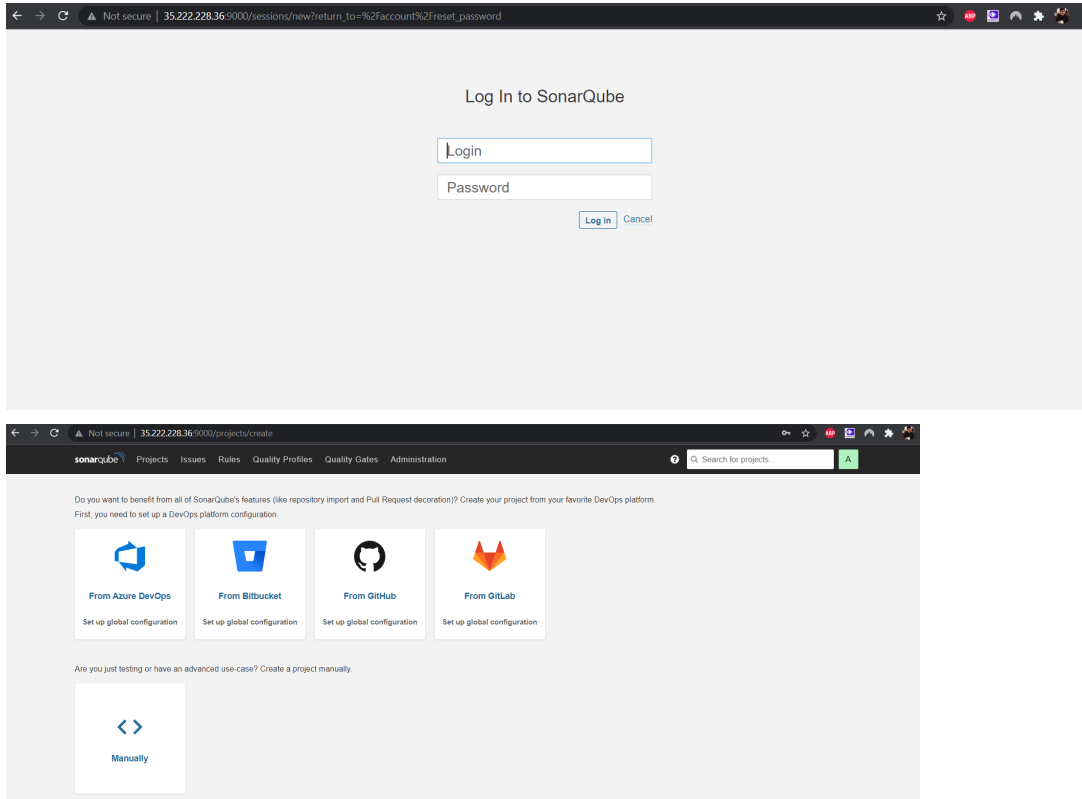 Not secure | 35.222.228.36:9000/sessions/new?return_to=%2Faccount%2Freset_password
ABP
Log In to SonarQube
Login
Password
Log in Cancel
Not secure | 35.222.228.36:9000/projects/create
ABP
sonarqube Projects Issues Rules Quality Profiles Quality Gates Administration ? Search for projects... A
Do you want to benefit from all of SonarQube's features (like repository import and Pull Request decoration)? Create your project from your favorite DevOps platform.
First, you need to set up a DevOps platform configuration.
From Azure DevOps From Bitbucket From GitHub From GitLab
Set up global configuration Set up global configuration Set up global configuration Set up global configuration
Are you just testing or have an advanced use-case? Create a project manually.
Manually